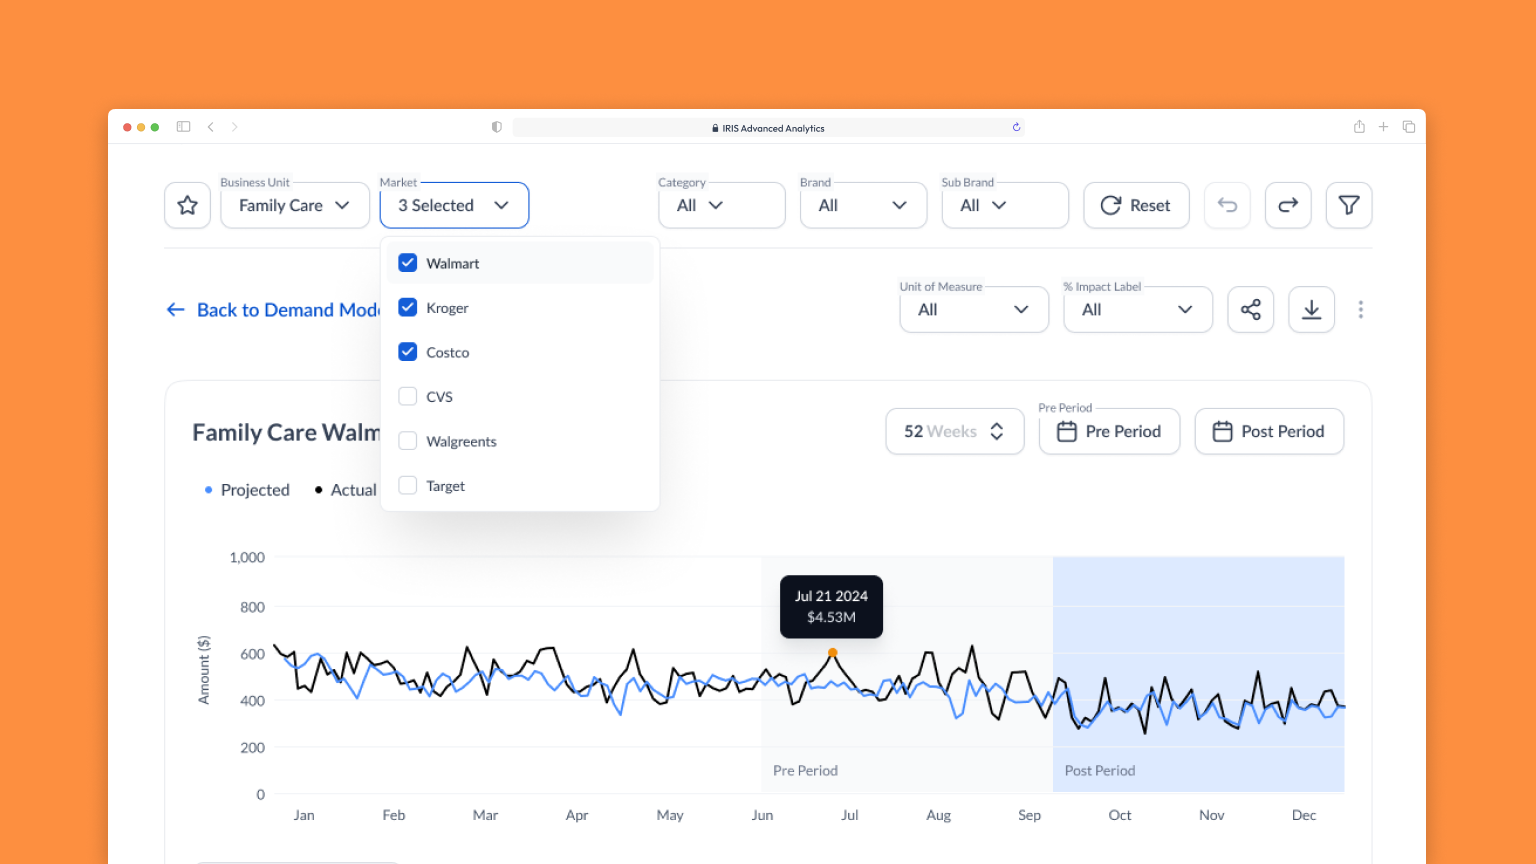 IRIS Advanced Analytics
Business Unit
Family Care
Market
3 Selected
Category
All
Brand
All
Sub Brand
All
Reset
Walmart
Kroger
Costco
CVS
Walgreents
Target
Back to Demand Mod
Unit of Measure
All
% Impact Label
All
Family Care Walm
52 Weeks
Pre Period
Pre Period
Post Period
Projected
Actual
Amount ($)
1,000
800
600
400
200
0
Jul 21 2024
$4.53M
Pre Period
Post Period
Jan Feb Mar Apr May Jun Jul Aug Sep Oct Nov Dec